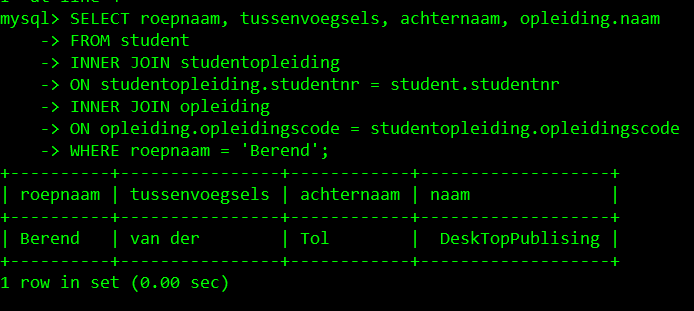 mysql> SELECT roepnaam, tussenvoegsels, achternaam, opleiding.naam
    -> FROM student
    -> INNER JOIN studentopleiding
    -> ON studentopleiding.studentnr = student.studentnr
    -> INNER JOIN opleiding
    -> ON opleiding.opleidingscode = studentopleiding.opleidingscode
    -> WHERE roepnaam = 'Berend';
+----------+----------------+------------+-------------------+
| roepnaam | tussenvoegsels | achternaam | naam              |
+----------+----------------+------------+-------------------+
| Berend   | van der        | Tol        |  DeskTopPublising |
+----------+----------------+------------+-------------------+
1 row in set (0.00 sec)